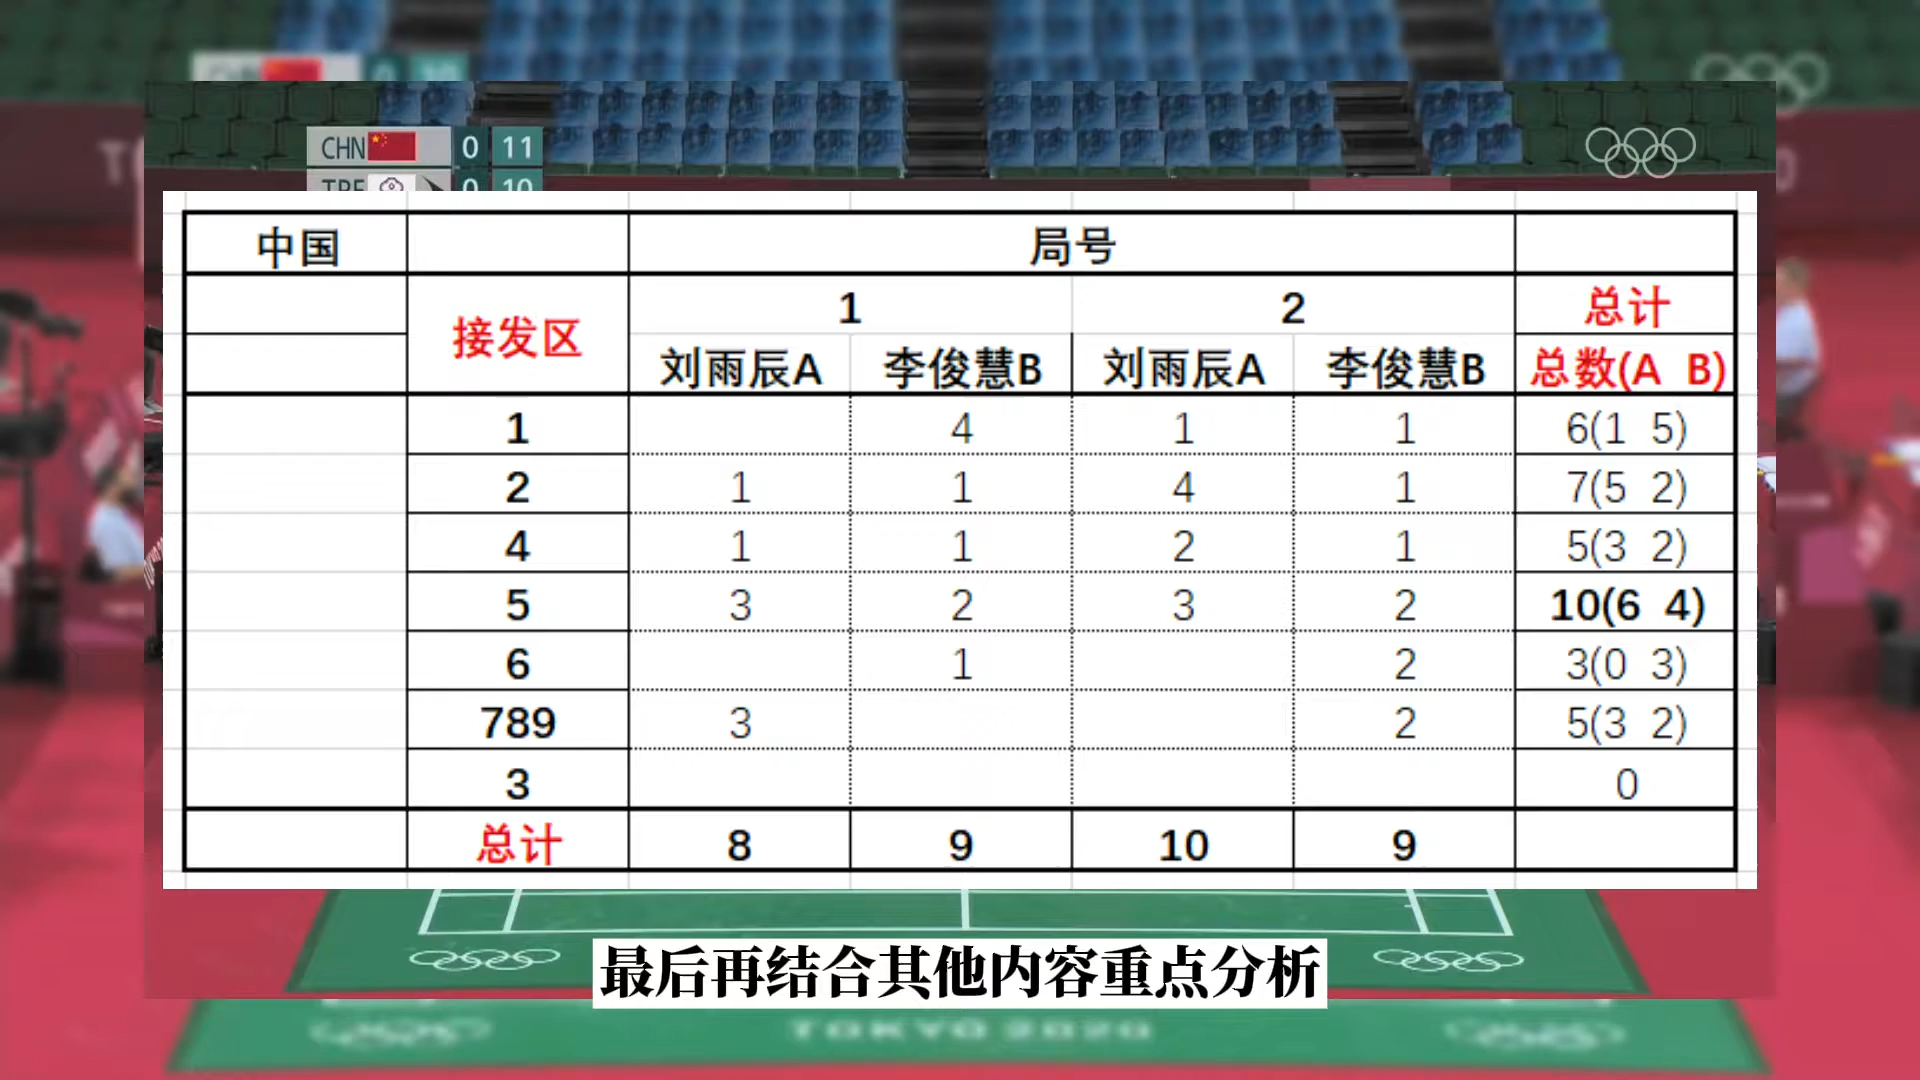 CHN 0 11
TPE 0 10
中国 局号
接发区 1 2 总计
刘雨辰A 李俊慧B 刘雨辰A 李俊慧B 总数(A B)
1 4 1 1 6(1 5)
2 1 1 4 1 7(5 2)
4 1 1 2 1 5(3 2)
5 3 2 3 2 10(6 4)
6 1 2 3(0 3)
789 3 2 5(3 2)
3 0
总计 8 9 10 9
最后再结合其他内容重点分析
TOKYO 2020